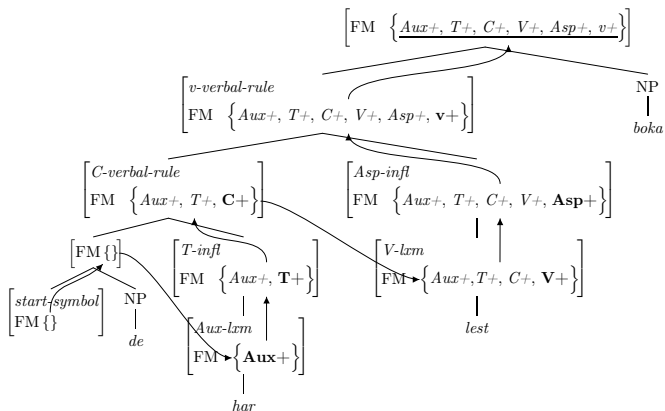 FM {Aux+, T+, C+, V+, Asp+, v+}
v-verbal-rule
FM {Aux+, T+, C+, V+, Asp+, v+}
NP
boka
C-verbal-rule
FM {Aux+, T+, C+}
Asp-infl
FM {Aux+, T+, C+, V+, Asp+}
FM {}
T-infl
FM {Aux+, T+}
V-lxm
FM {Aux+,T+, C+, V+}
start-symbol
FM {}
NP
de
Aux-lxm
FM {Aux+}
lest
har